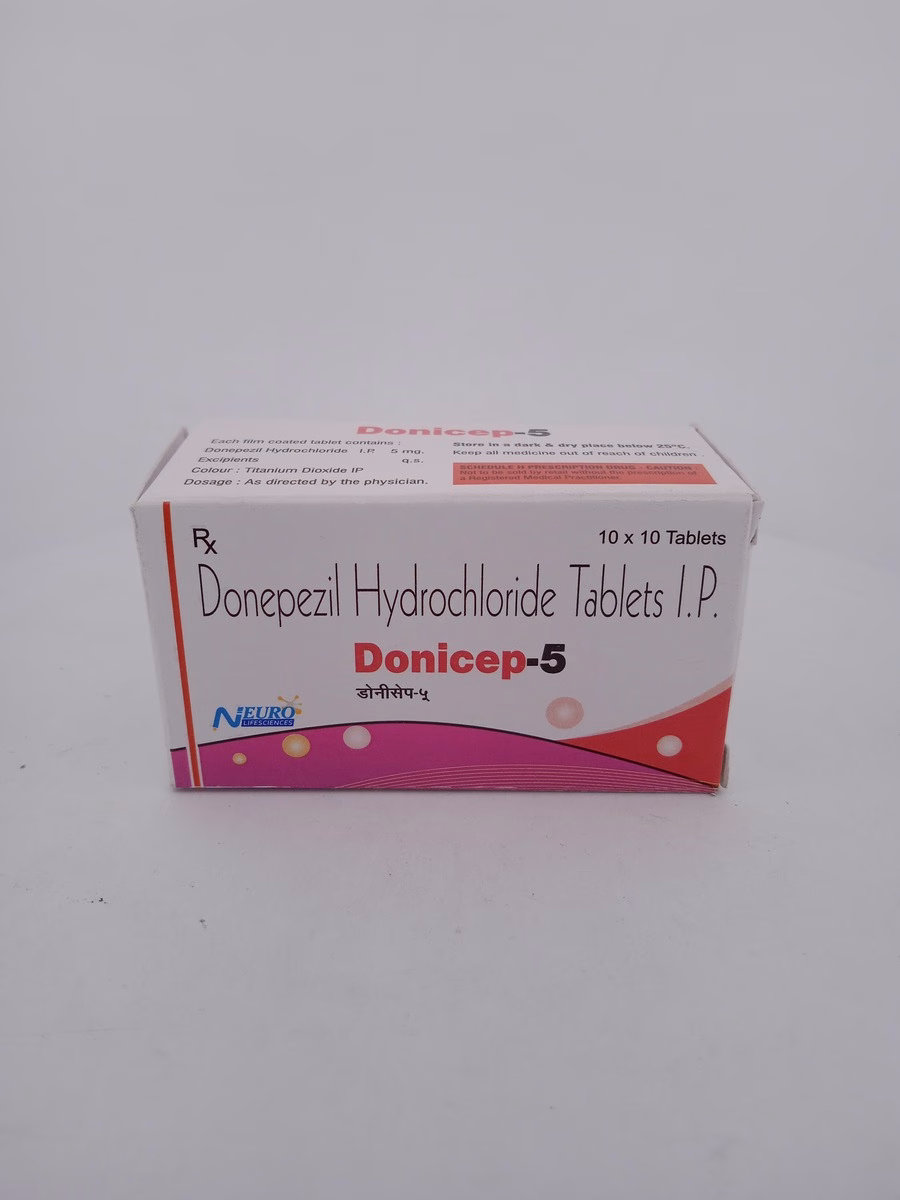 Donicep-5
Each film coated tablet contains :
Donepezil Hydrochloride I.P. 5 mg.
Excipients q.s.
Colour : Titanium Dioxide IP
Dosage : As directed by the physician.
Store in a dark & dry place below 25°C.
Keep all medicine out of reach of children .
SCHEDULE H PRESCRIPTION DRUG - CAUTION
Not to be sold by retail without the prescription of
a Registered Medical Practitioner.
Rx
10 x 10 Tablets
Donepezil Hydrochloride Tablets I.P.
Donicep-5
डोनीसेप-५
NEURO
LIFESCIENCES